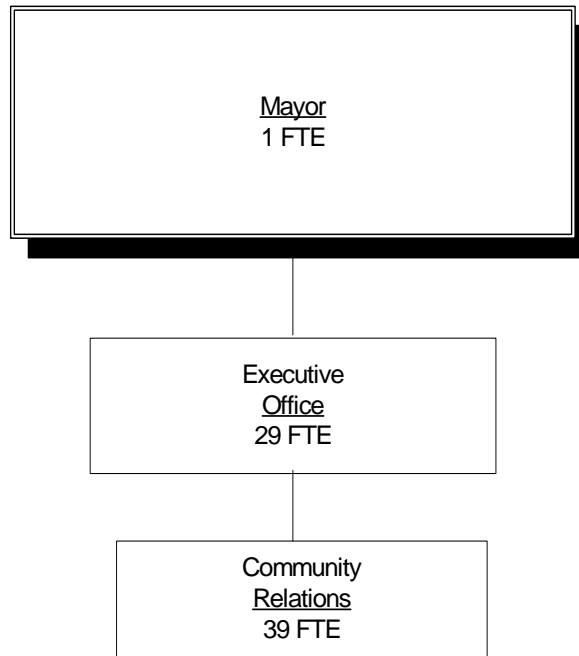 Mayor
1 FTE
Executive
Office
29 FTE
Community
Relations
39 FTE